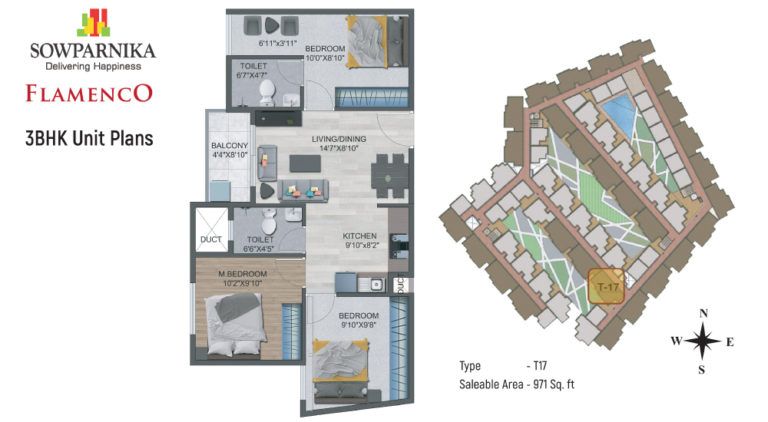 SOWPARNIKA
Delivering Happiness
FLAMENCO
3BHK Unit Plans
6'11"x3'11"
BEDROOM
10'0"X8'10"
TOILET
6'7"X4'7"
BALCONY
4'4"X8'10"
LIVING/DINING
14'7"X8'10"
DUCT
TOILET
6'6"X4'5"
KITCHEN
9'10"x8'2"
DUCT
M.BEDROOM
10'2"X9'10"
BEDROOM
9'10"X9'8"
T-17
N
W
E
S
Type - T17
Saleable Area - 971 Sq. ft